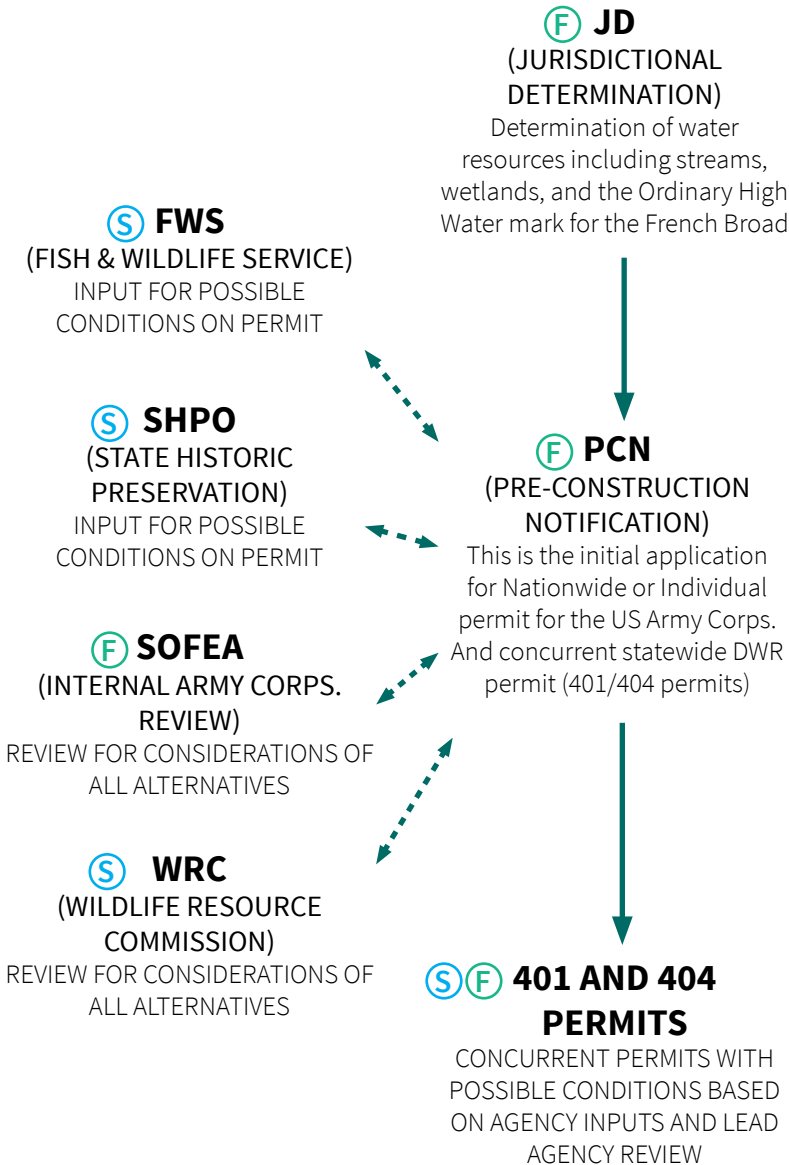 F JD
(JURISDICTIONAL
DETERMINATION)
Determination of water
resources including streams,
wetlands, and the Ordinary High
Water mark for the French Broad
S FWS
(FISH & WILDLIFE SERVICE)
INPUT FOR POSSIBLE
CONDITIONS ON PERMIT
S SHPO
(STATE HISTORIC
PRESERVATION)
INPUT FOR POSSIBLE
CONDITIONS ON PERMIT
F PCN
(PRE-CONSTRUCTION
NOTIFICATION)
This is the initial application
for Nationwide or Individual
permit for the US Army Corps.
And concurrent statewide DWR
permit (401/404 permits)
F SOFEA
(INTERNAL ARMY CORPS.
REVIEW)
REVIEW FOR CONSIDERATIONS OF
ALL ALTERNATIVES
S WRC
(WILDLIFE RESOURCE
COMMISSION)
REVIEW FOR CONSIDERATIONS OF
ALL ALTERNATIVES
S F 401 AND 404
PERMITS
CONCURRENT PERMITS WITH
POSSIBLE CONDITIONS BASED
ON AGENCY INPUTS AND LEAD
AGENCY REVIEW